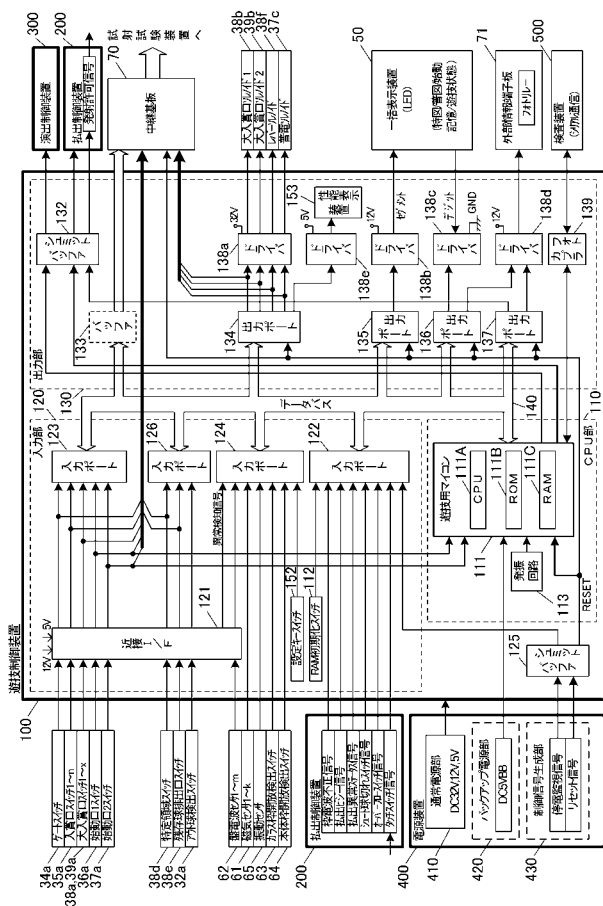 300
演出制御装置
200
払出制御装置
発射許可信号
70
中継基板
試射試験装置へ
38b
39b
38f
37c
大入賞口ソレノイド1
大入賞口ソレノイド2
レバーソレノイド
普電ソレノイド
50
一括表示装置
(LED)
(特図/普図/始動
記憶/遊技状態)
71
外部情報端子板
フォトリレー
500
検査装置
(シリアル通信)
132
シュミット
バッファ
133
バッファ
134
出力ポート
135
出力
ポート
136
出力
ポート
137
出力
ポート
138a
ドライバ
32V
153
性能
表示
装置
5V
ドライバ
138e
12V
セグメント
ドライバ
138b
138c
デジット
ドライバ
GND
12V
138d
ドライバ
139
フォト
カプラ
出力部
130
データバス
140
110
CPU部
120
入力部
123
入力ポート
126
入力ポート
124
入力ポート
122
入力ポート
異常検知信号
遊技用マイコン
111A
CPU
111B
ROM
111C
RAM
111
発振
回路
113
RESET
12V
5V
近接I/F
121
152
設定キースイッチ
112
RAM初期化スイッチ
125
シュミット
バッファ
遊技制御装置
100
34a
35a
38a,39a
36a
37a
ゲートスイッチ
入賞口スイッチ1~n
大入賞口スイッチ1~x
始動口1スイッチ
始動口2スイッチ
38d
38e
32a
特定領域スイッチ
残存球排出口スイッチ
アウト球検出スイッチ
62
61
65
63
64
盤電波センサ1~m
磁気センサ1~k
振動センサ
ガラス枠開放検出スイッチ
本体枠開放検出スイッチ
200
払出制御装置
枠電波不正信号
払出ビジー信号
払出異常ステータス信号
シュート球切れスイッチ信号
オーバーフロースイッチ信号
タッチスイッチ信号
400
電源装置
410
通常電源部
DC32V,12V,5V
420
バックアップ電源部
DC5VBB
430
制御信号生成部
停電監視信号
リセット信号